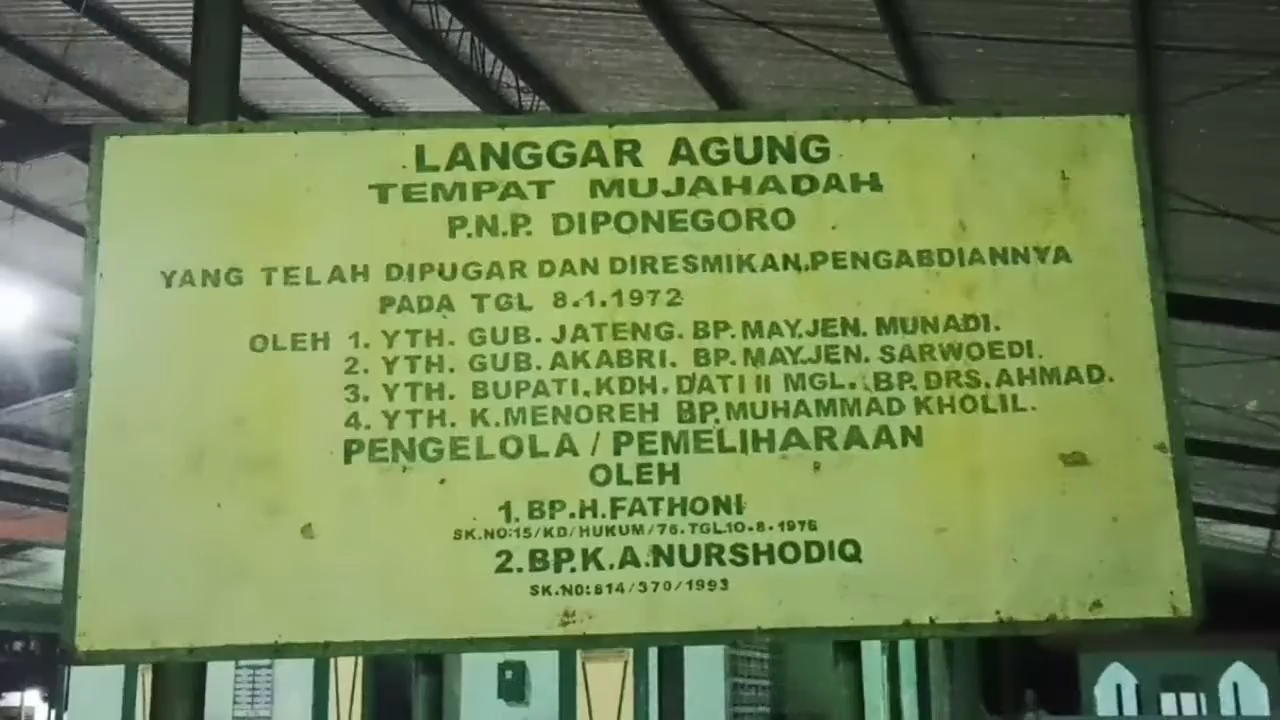 LANGGAR AGUNG
TEMPAT MUJAHADAH
P.N.P. DIPONEGORO
YANG TELAH DIPUGAR DAN DIRESMIKAN.PENGABDIANNYA
PADA TGL 8.1.1972
OLEH 1. YTH. GUB. JATENG. BP. MAY.JEN. MUNADI.
2. YTH. GUB. AKABRI. BP. MAY.JEN. SARWOEDI.
3. YTH. BUPATI.KDH. DATI II MGL. BP. DRS. AHMAD.
4. YTH. K.MENOREH BP. MUHAMMAD KHOLIL.
PENGELOLA / PEMELIHARAAN
OLEH
1. BP.H.FATHONI
SK.NO:15/KD/HUKUM/76.TGL.10-8-1976
2. BP.K.A.NURSHODIQ
SK.NO:814/370/1993